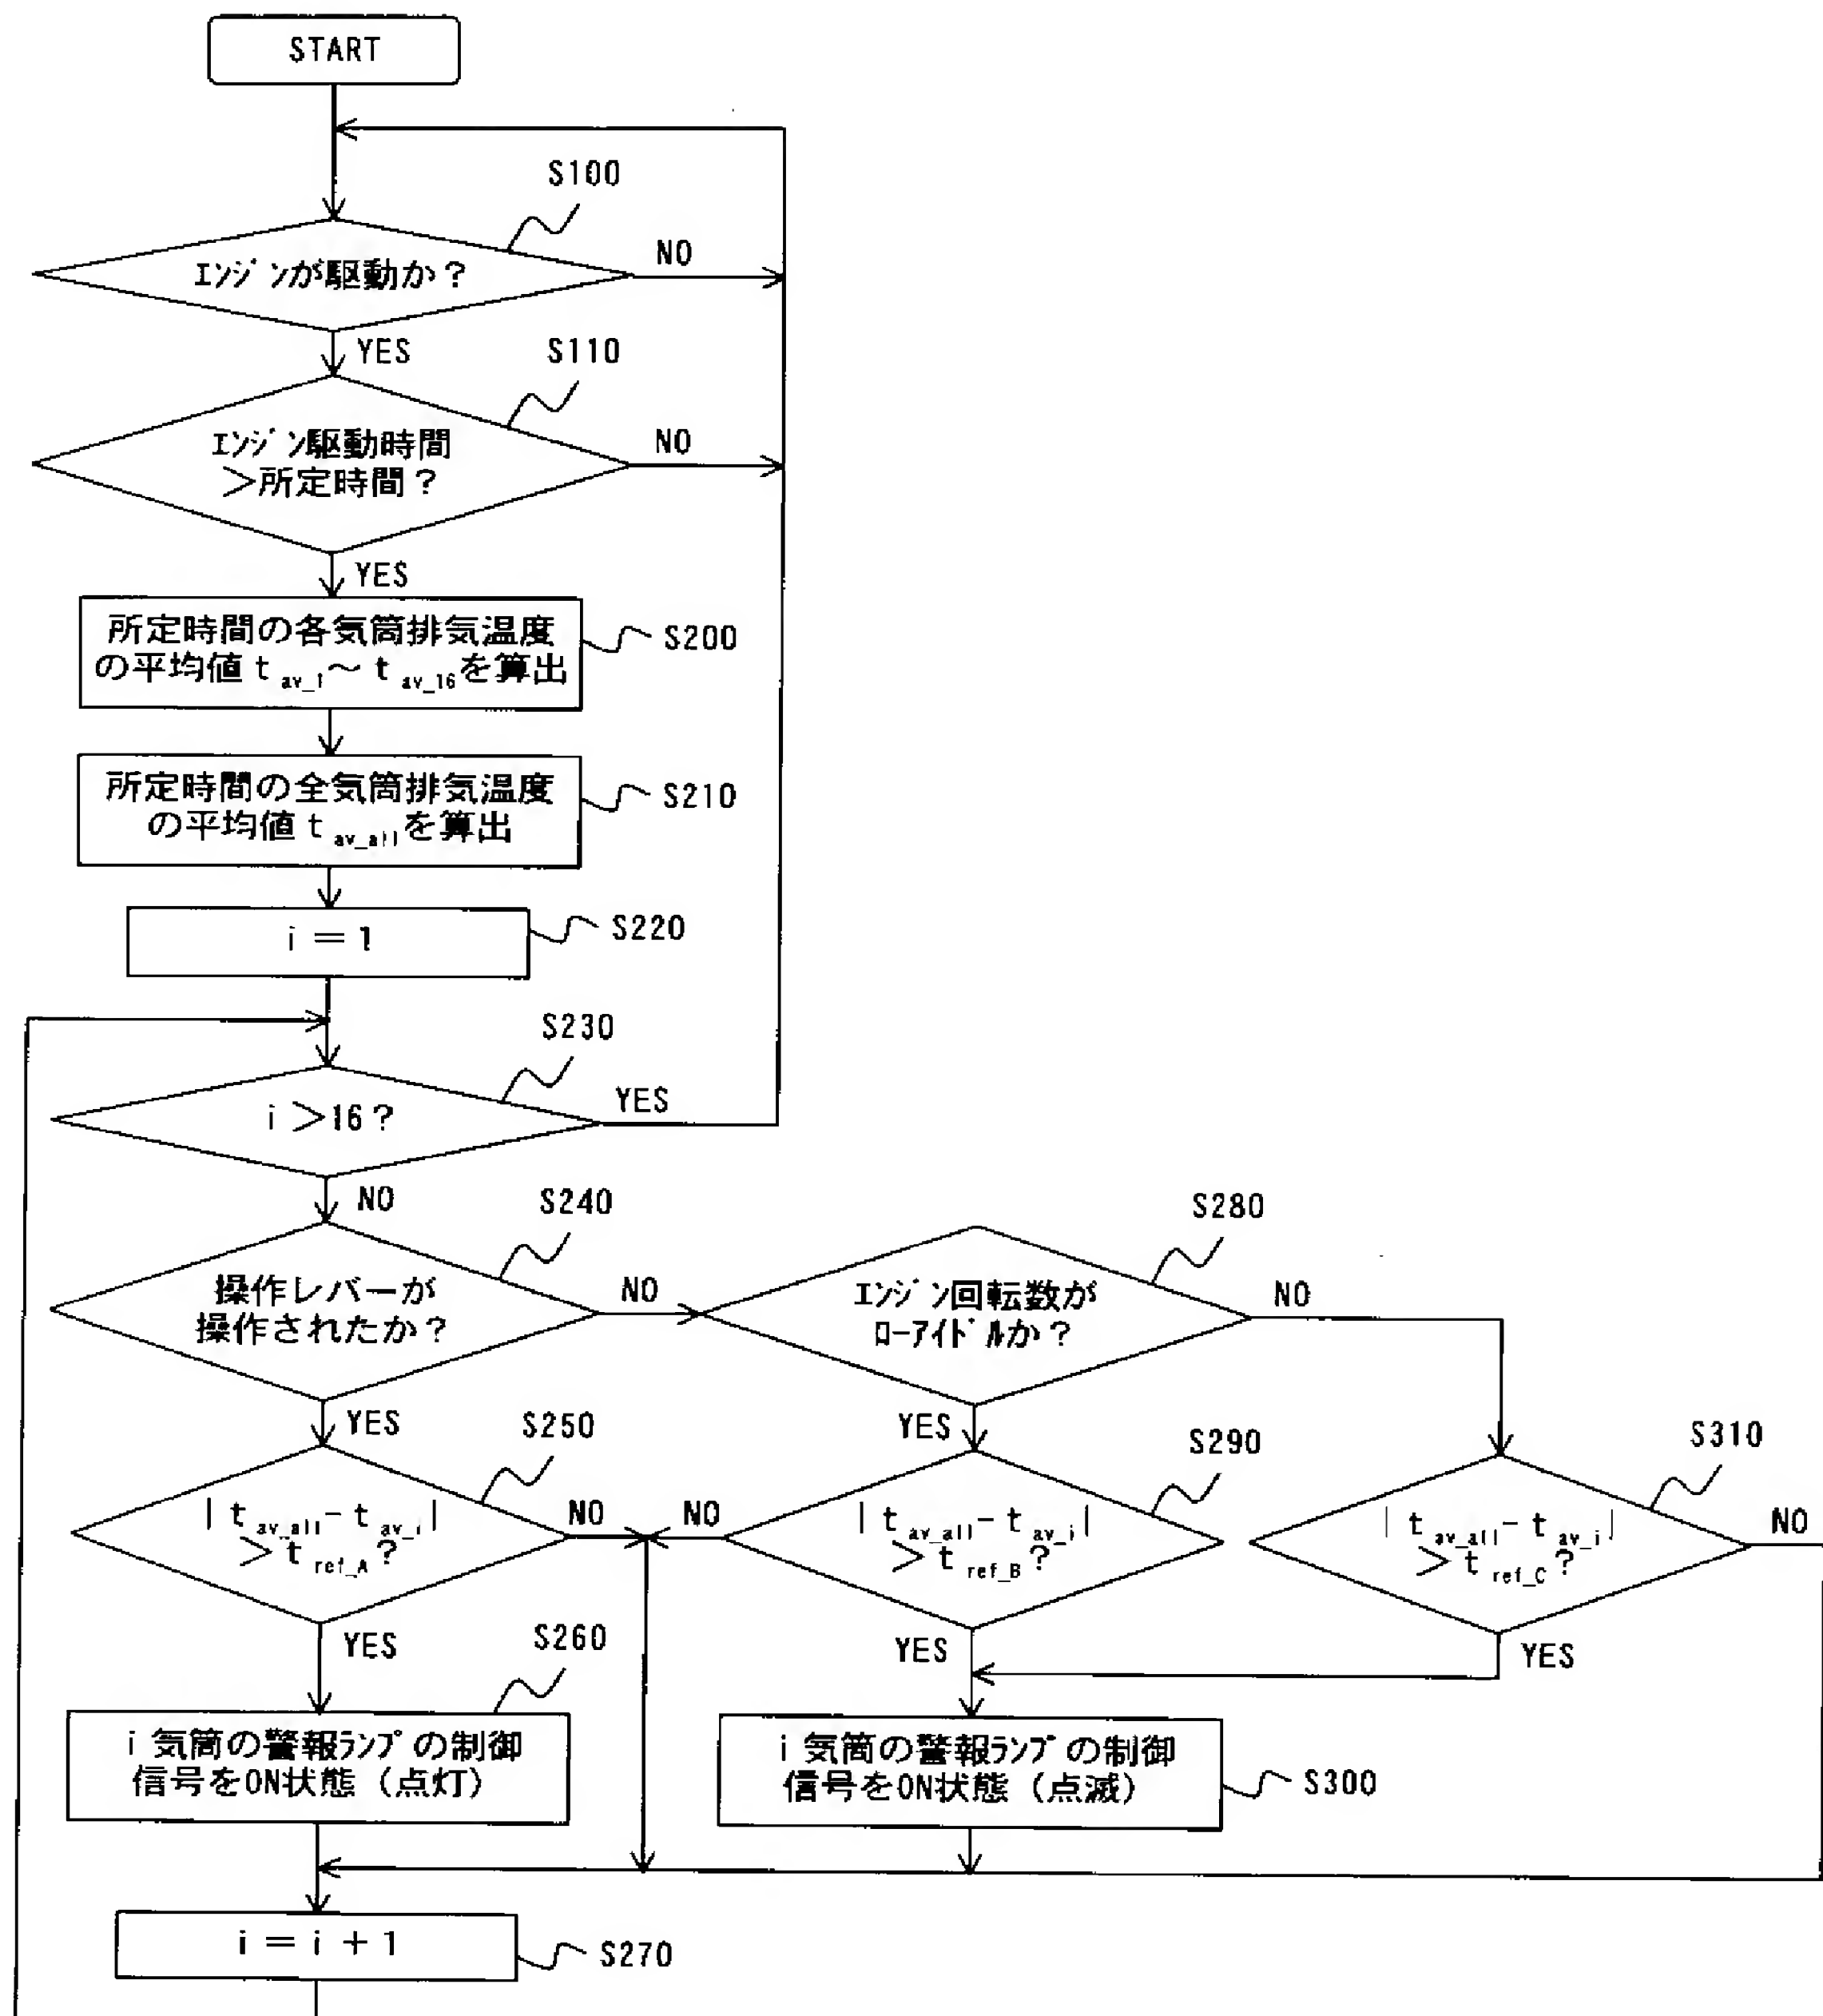 START
S100
エンジンが駆動か？
NO
YES
S110
エンジン駆動時間
＞所定時間？
NO
YES
所定時間の各気筒排気温度
の平均値 t av_1 ～ t av_16 を算出
S200
所定時間の全気筒排気温度
の平均値 t av_all を算出
S210
i ＝ 1
S220
S230
i ＞16？
YES
NO
S240
操作レバーが
操作されたか？
NO
YES
S280
エンジン回転数が
ローアイドルか？
NO
YES
S250
｜ t av_all － t av_i ｜
＞ t ref_A ？
NO
YES
S290
｜ t av_all － t av_i ｜
＞ t ref_B ？
NO
YES
S310
｜ t av_all － t av_i ｜
＞ t ref_C ？
NO
YES
S260
i 気筒の警報ランプの制御
信号をON状態（点灯）
i 気筒の警報ランプの制御
信号をON状態（点滅）
S300
i ＝ i ＋ 1
S270